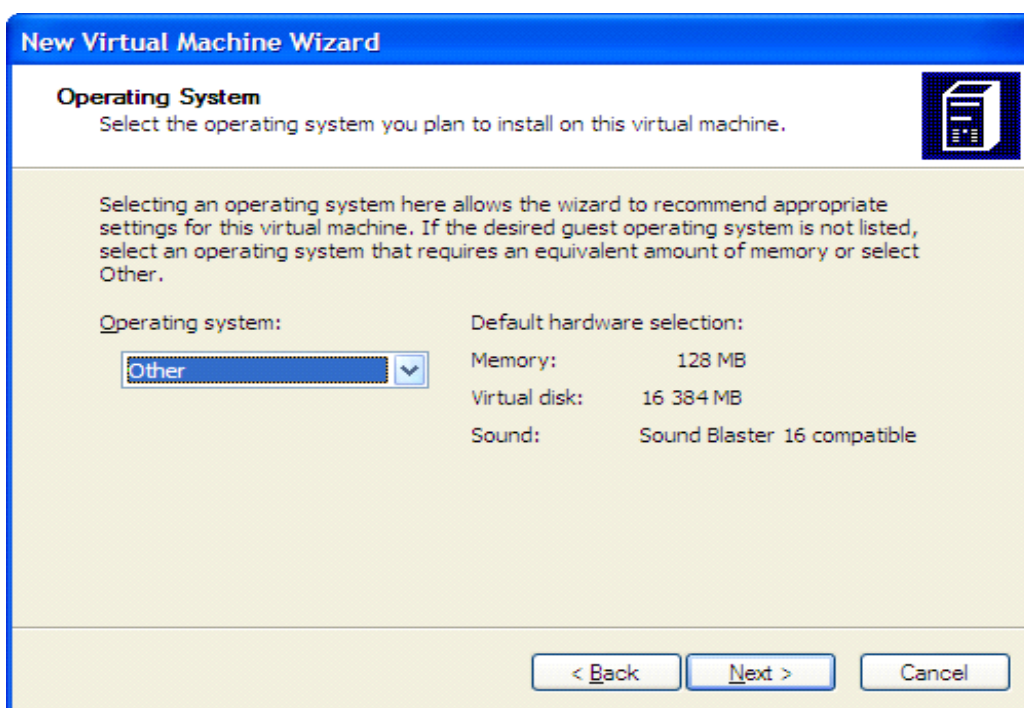 New Virtual Machine Wizard
Operating System
Select the operating system you plan to install on this virtual machine.
Selecting an operating system here allows the wizard to recommend appropriate
settings for this virtual machine. If the desired guest operating system is not listed,
select an operating system that requires an equivalent amount of memory or select
Other.
Operating system:
Other
Default hardware selection:
Memory: 128 MB
Virtual disk: 16 384 MB
Sound: Sound Blaster 16 compatible
< Back Next > Cancel